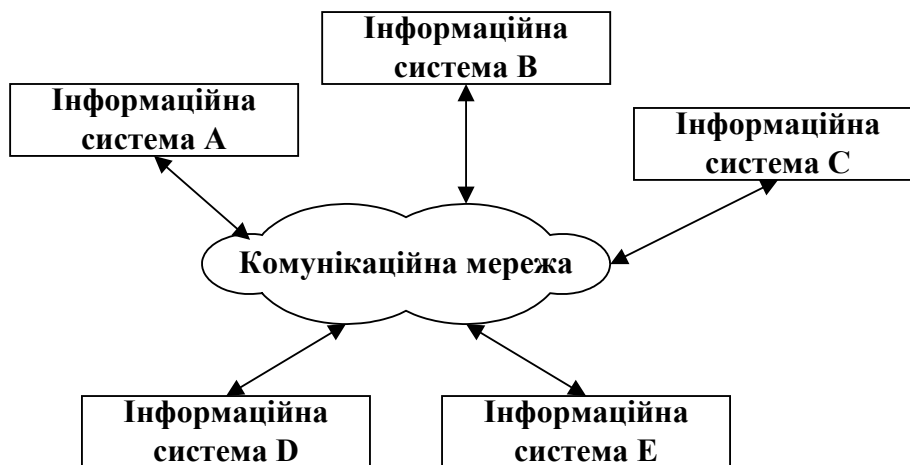 Інформаційна
система B
Інформаційна
система A
Інформаційна
система C
Комунікаційна мережа
Інформаційна
система D
Інформаційна
система E